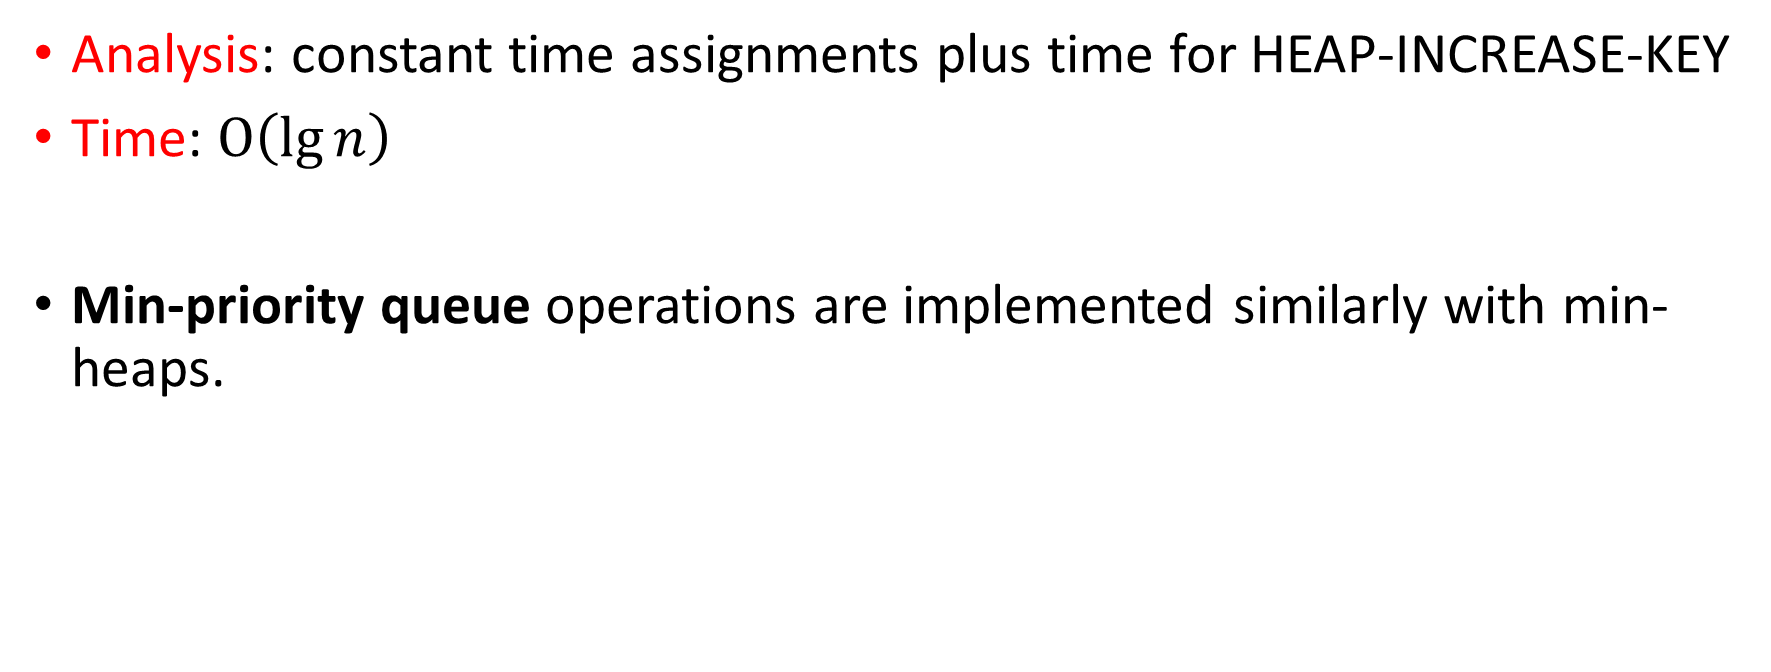 • Analysis: constant time assignments plus time for HEAP-INCREASE-KEY
• Time: O(lg n)
• Min-priority queue operations are implemented similarly with min-
heaps.